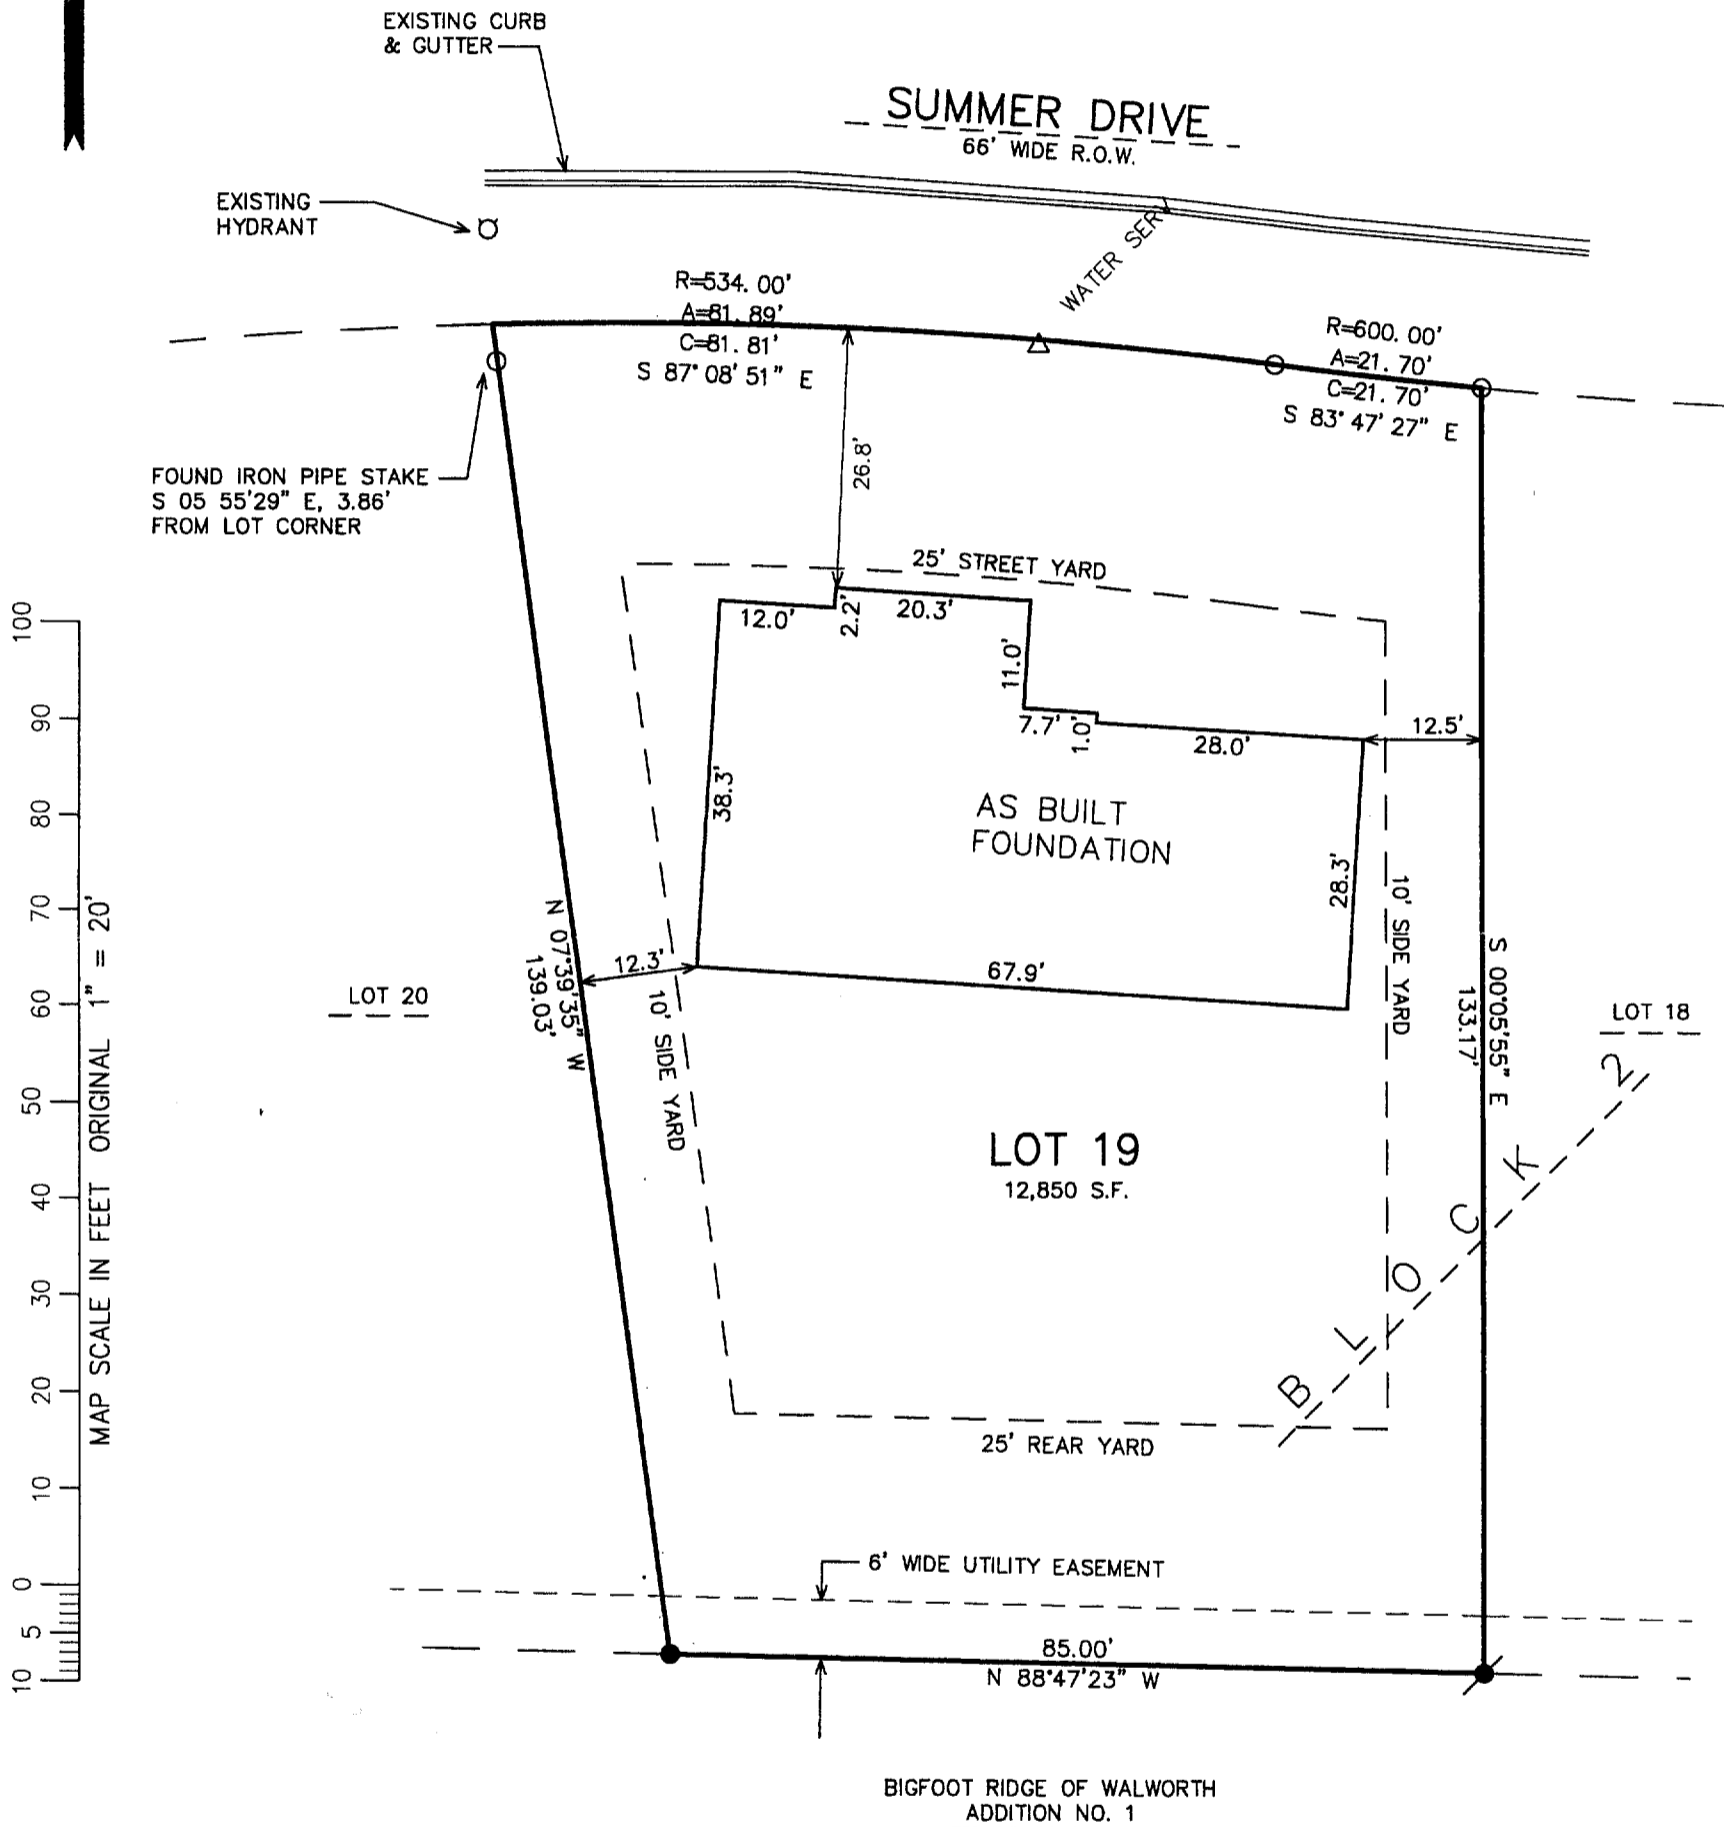 EXISTING CURB
& GUTTER
SUMMER DRIVE
66' WIDE R.O.W.
EXISTING
HYDRANT
WATER SER
R=534.00'
A=81.89'
C=81.81'
S 87°08'51" E
R=600.00'
A=21.70'
C=21.70'
S 83°47'27" E
FOUND IRON PIPE STAKE
S 05 55'29" E, 3.86'
FROM LOT CORNER
26.8'
25' STREET YARD
12.0'
2.2'
20.3'
11.0'
7.7'
1.0'
28.0'
12.5'
38.3'
AS BUILT
FOUNDATION
28.3'
10' SIDE YARD
S 00°05'55" E
133.17'
N 07°39'35" W
139.03'
12.3'
67.9'
10' SIDE YARD
LOT 20
LOT 18
LOT 19
12,850 S.F.
BLOCK 2
25' REAR YARD
6' WIDE UTILITY EASEMENT
85.00'
N 88°47'23" W
BIGFOOT RIDGE OF WALWORTH
ADDITION NO. 1
100
90
80
70
60
50
40
30
20
10
0
5
10
MAP SCALE IN FEET ORIGINAL 1" = 20'